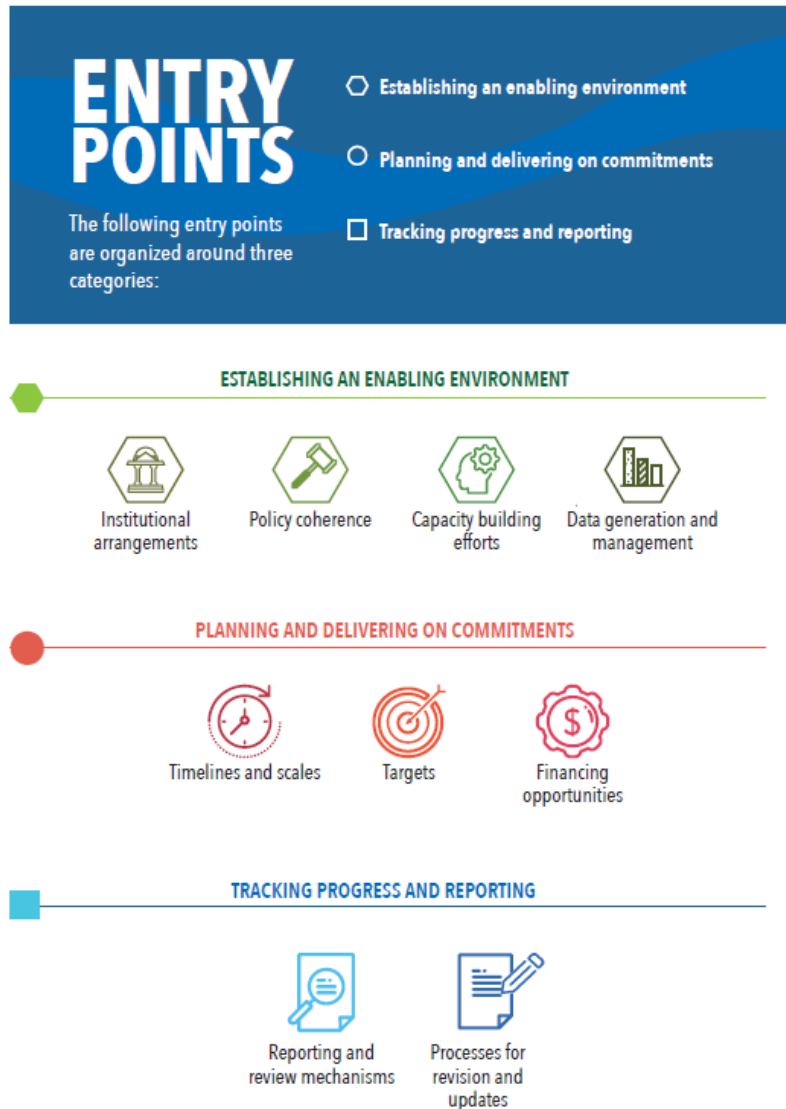 ENTRY
POINTS
The following entry points
are organized around three
categories:
Establishing an enabling environment
Planning and delivering on commitments
Tracking progress and reporting
ESTABLISHING AN ENABLING ENVIRONMENT
Institutional
arrangements
Policy coherence
Capacity building
efforts
Data generation and
management
PLANNING AND DELIVERING ON COMMITMENTS
Timelines and scales
Targets
$
Financing
opportunities
TRACKING PROGRESS AND REPORTING
Reporting and
review mechanisms
Processes for
revision and
updates